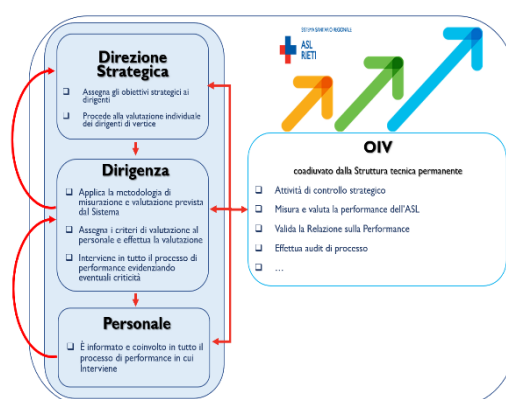 SISTEMA SANITARIO REGIONALE
ASL
RIETI
Direzione
Strategica
❑ Assegna gli obiettivi strategici ai
dirigenti
❑ Procede alla valutazione individuale
dei dirigenti di vertice
Dirigenza
❑ Applica la metodologia di
misurazione e valutazione prevista
dal Sistema
❑ Assegna i criteri di valutazione al
personale e effettua la valutazione
❑ Interviene in tutto il processo di
performance evidenziando
eventuali criticità
Personale
❑ È informato e coinvolto in tutto il
processo di performance in cui
Interviene
OIV
coadiuvato dalla Struttura tecnica permanente
❑ Attività di controllo strategico
❑ Misura e valuta la performance dell'ASL
❑ Valida la Relazione sulla Performance
❑ Effettua audit di processo
❑ ...